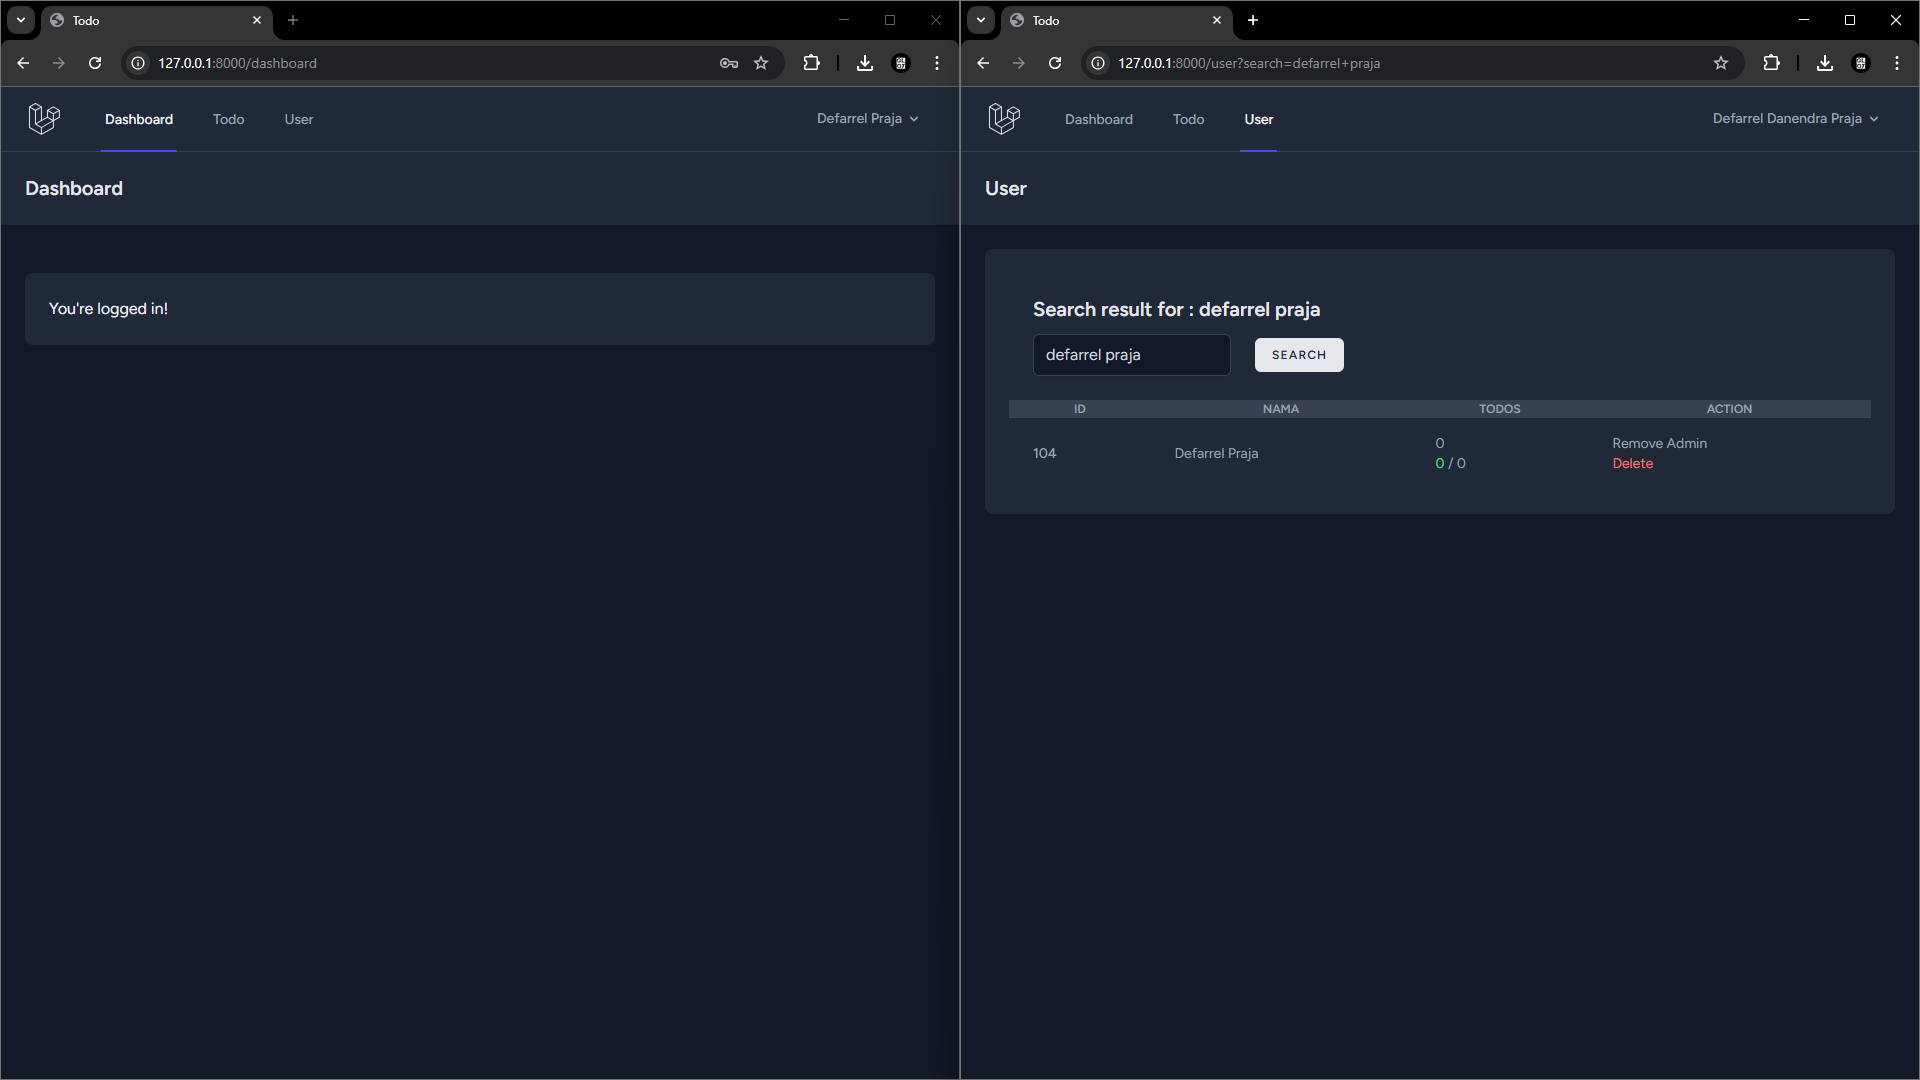 Todo
127.0.0.1:8000/dashboard
Dashboard Todo User Defarrel Praja
Dashboard
You're logged in!
Todo
127.0.0.1:8000/user?search=defarrel+praja
Dashboard Todo User Defarrel Danendra Praja
User
Search result for : defarrel praja
defarrel praja SEARCH
ID NAMA TODOS ACTION
104 Defarrel Praja 0 Remove Admin
0 / 0 Delete